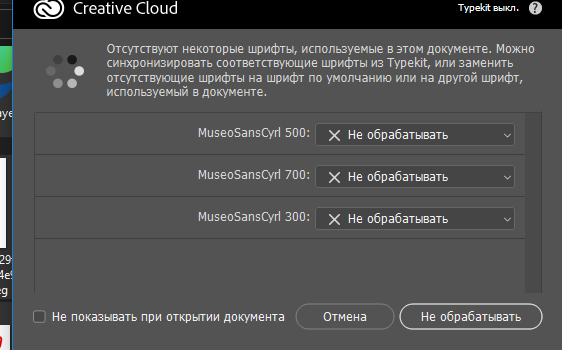 Creative Cloud
Typekit выкл. ?
Отсутствуют некоторые шрифты, используемые в этом документе. Можно
синхронизировать соответствующие шрифты из Typekit, или заменить
отсутствующие шрифты на шрифт по умолчанию или на другой шрифт,
используемый в документе.
MuseoSansCyrl 500: Не обрабатывать
MuseoSansCyrl 700: Не обрабатывать
MuseoSansCyrl 300: Не обрабатывать
Не показывать при открытии документа
Отмена
Не обрабатывать